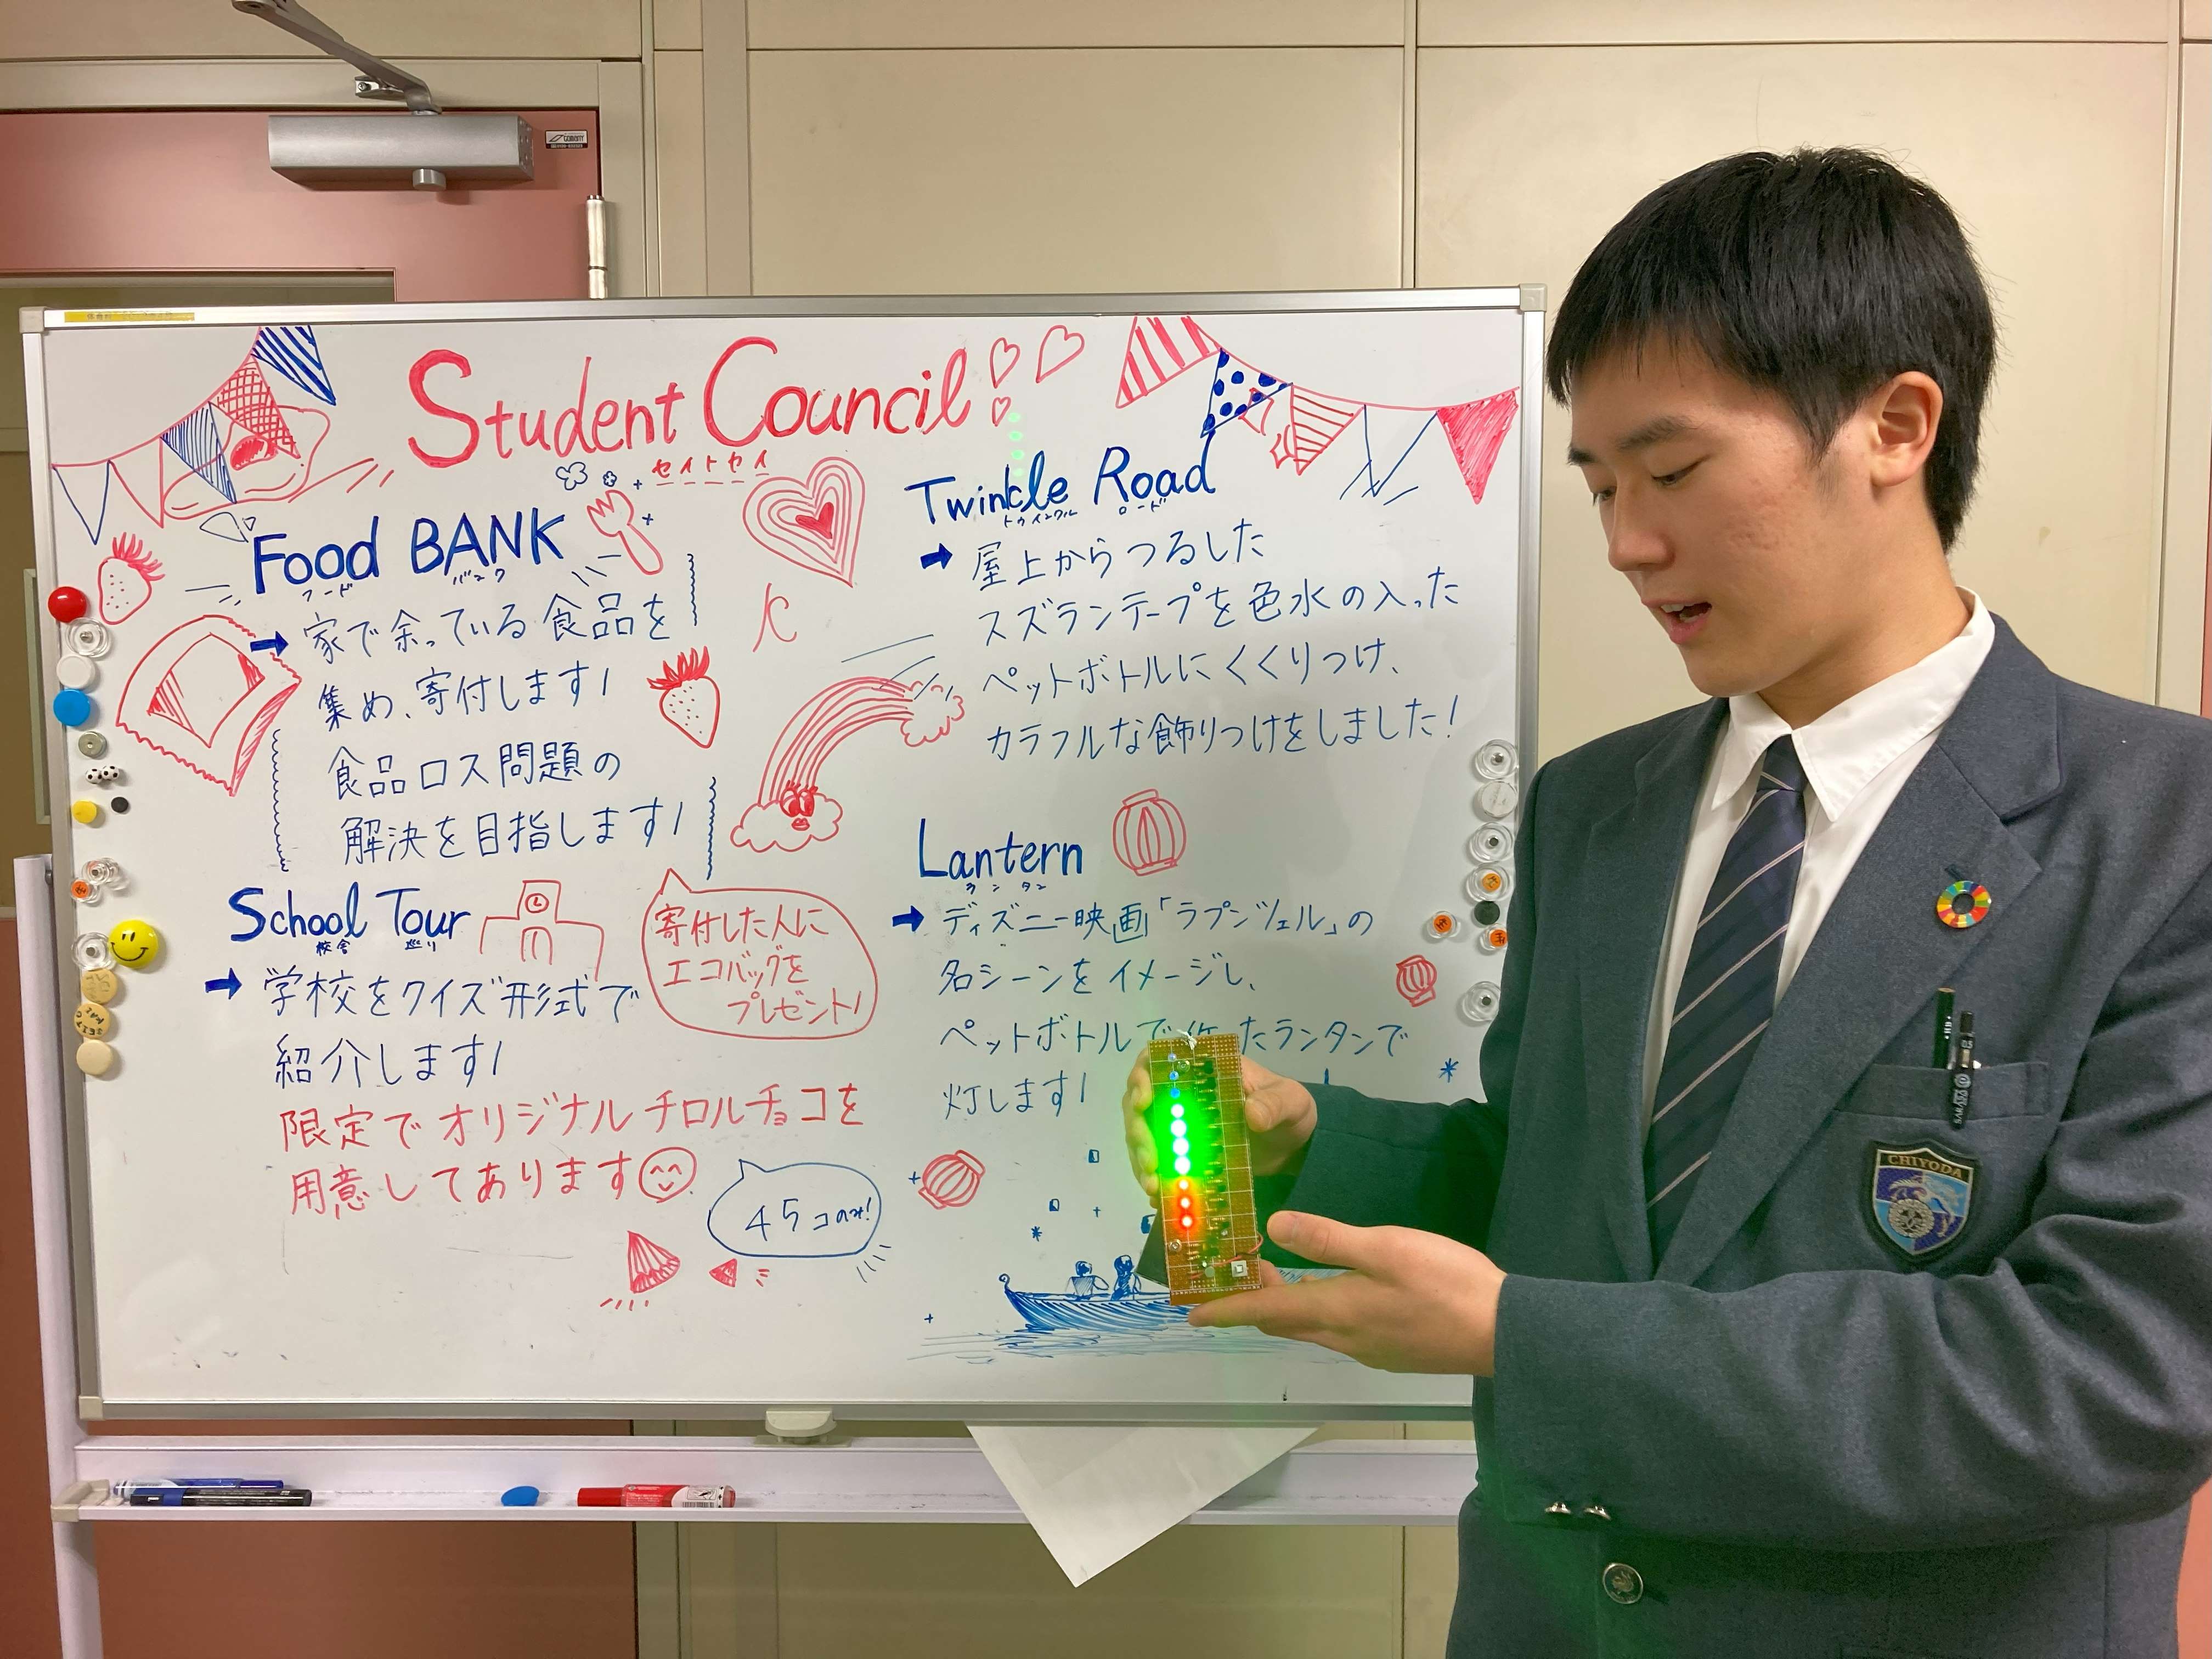 Student Council
セイトセイ
Food BANK
フード バンク
家で余っている食品を
集め、寄付します!
食品ロス問題の
解決を目指します!
寄付した人に
エコバッグを
プレゼント!
School Tour
校舎 巡り
学校をクイズ形式で
紹介します!
限定でオリジナルチロルチョコを
用意してあります
45コのみ!
Twinkle Road
トゥインクル ロード
屋上からつるした
スズランテープを色水の入った
ペットボトルにくくりつけ、
カラフルな飾りつけをしました!
Lantern
ランタン
ディズニー映画「ラプンツェル」の
名シーンをイメージし、
ペットボトルで作ったランタンで
灯します!
CHIYODA